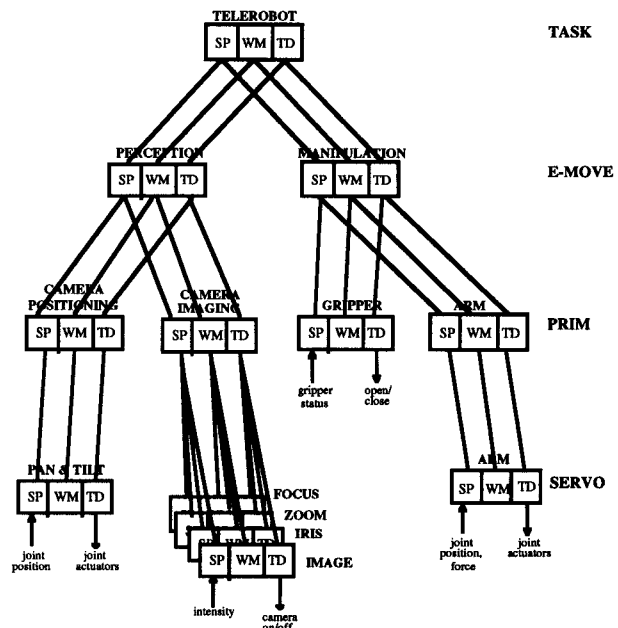 TELEROBOT
SP WM TD
TASK
PERCEPTION
MANIPULATION
SP WM TD
SP WM TD
E-MOVE
CAMERA
POSITIONING
CAMERA
IMAGING
GRIPPER
ARM
SP WM TD
SP WM TD
SP WM TD
SP WM TD
PRIM
gripper
status
open/
close
PAN & TILT
ARM
SP WM TD
SP WM TD
SERVO
FOCUS
ZOOM
IRIS
SP WM TD
IMAGE
joint
position
joint
actuators
joint
position,
force
joint
actuators
intensity
camera
on/off